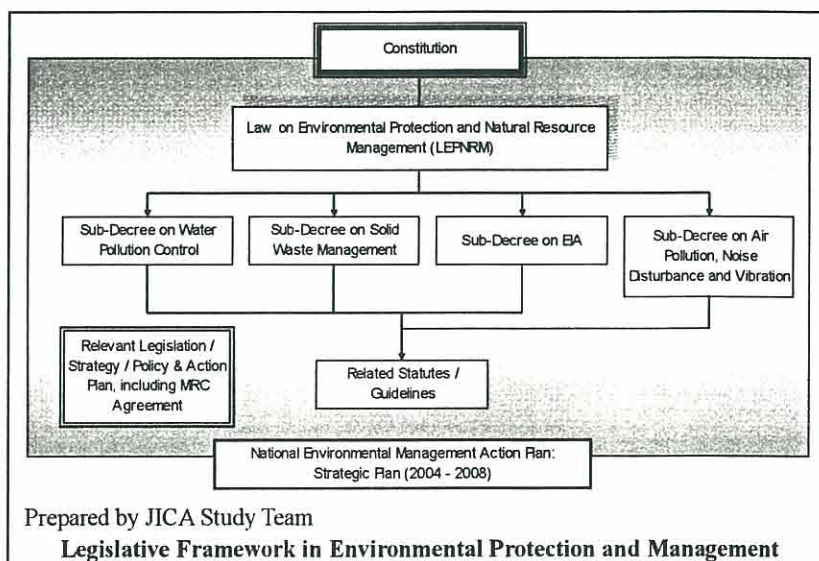 Constitution
Law on Environmental Protection and Natural Resource
Management (LEPNRM)
Sub-Decree on Water
Pollution Control
Sub-Decree on Solid
Waste Management
Sub-Decree on EIA
Sub-Decree on Air
Pollution, Noise
Disturbance and Vibration
Relevant Legislation /
Strategy / Policy & Action
Plan, including MRC
Agreement
Related Statutes /
Guidelines
National Environmental Management Action Plan:
Strategic Plan (2004 - 2008)
Prepared by JICA Study Team
Legislative Framework in Environmental Protection and Management